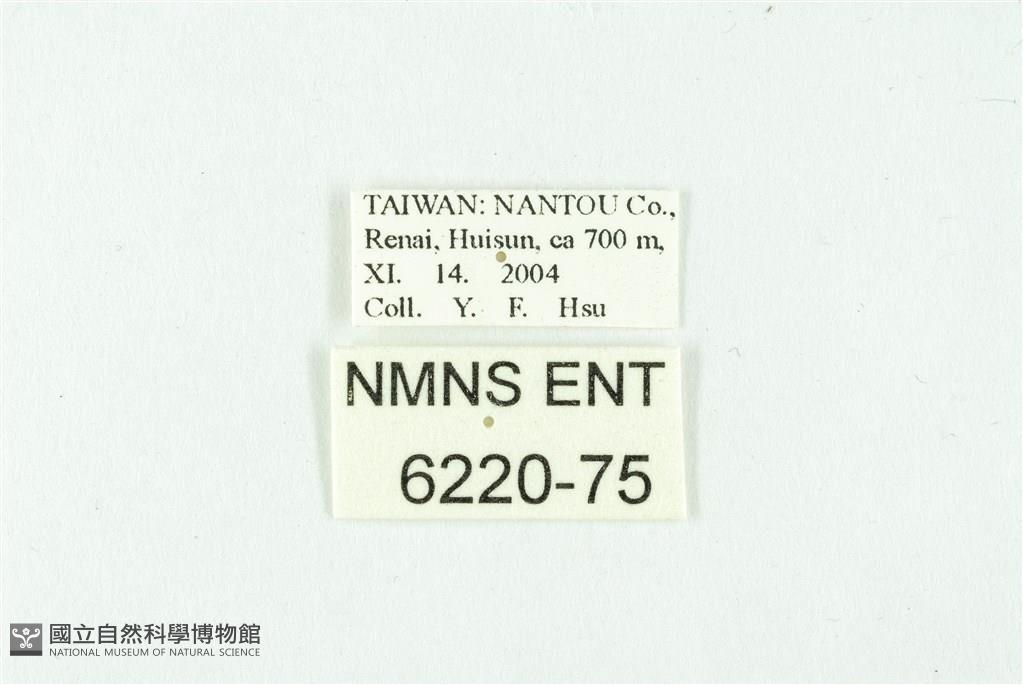 TAIWAN: NANTOU Co.,
Renai, Huisun, ca 700 m,
XI. 14. 2004
Coll. Y. F. Hsu
NMNS ENT
6220-75
國立自然科學博物館
NATIONAL MUSEUM OF NATURAL SCIENCE